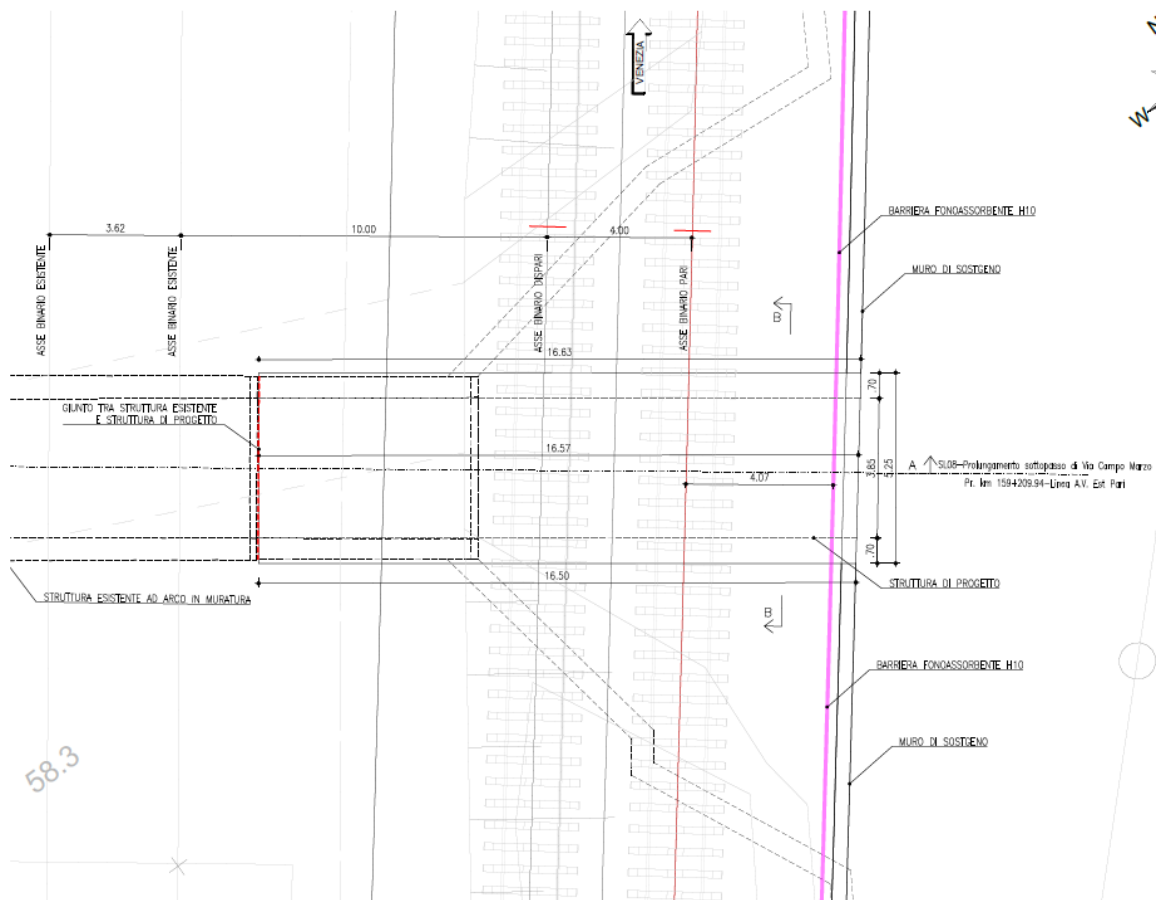 VENEZIA
W
3.62
10.00
4.00
ASSE BINARIO ESISTENTE
ASSE BINARIO ESISTENTE
ASSE BINARIO DISPARI
ASSE BINARIO PARI
BARRIERA FONOASSORBENTE H10
MURO DI SOSTGENO
B
16.63
.70
GIUNTO TRA STRUTTURA ESISTENTE
E STRUTTURA DI PROGETTO
16.57
3.85
5.25
A
SL08-Prolungamento sottopasso di Via Campo Marzo
Pr. km 159+209.94-Linea A.V. Est Pari
4.07
.70
16.50
STRUTTURA DI PROGETTO
STRUTTURA ESISTENTE AD ARCO IN MURATURA
B
BARRIERA FONOASSORBENTE H10
MURO DI SOSTGENO
58.3